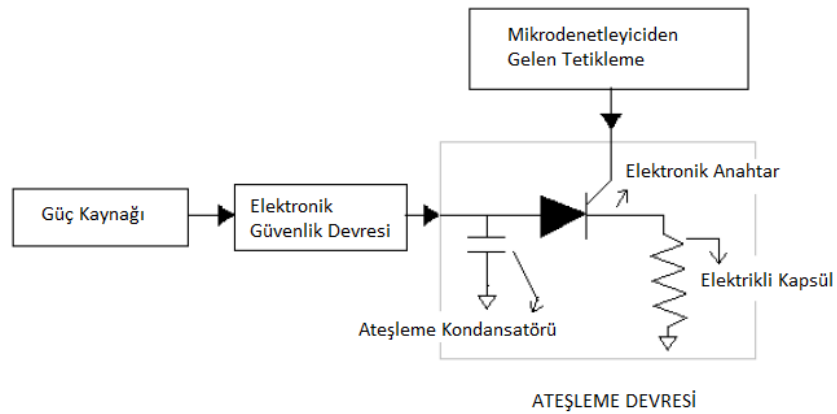 Mikrodenetleyiciden
Gelen Tetikleme
Elektronik Anahtar
Güç Kaynağı
Elektronik
Güvenlik Devresi
Elektrikli Kapsül
Ateşleme Kondansatörü
ATEŞLEME DEVRESİ